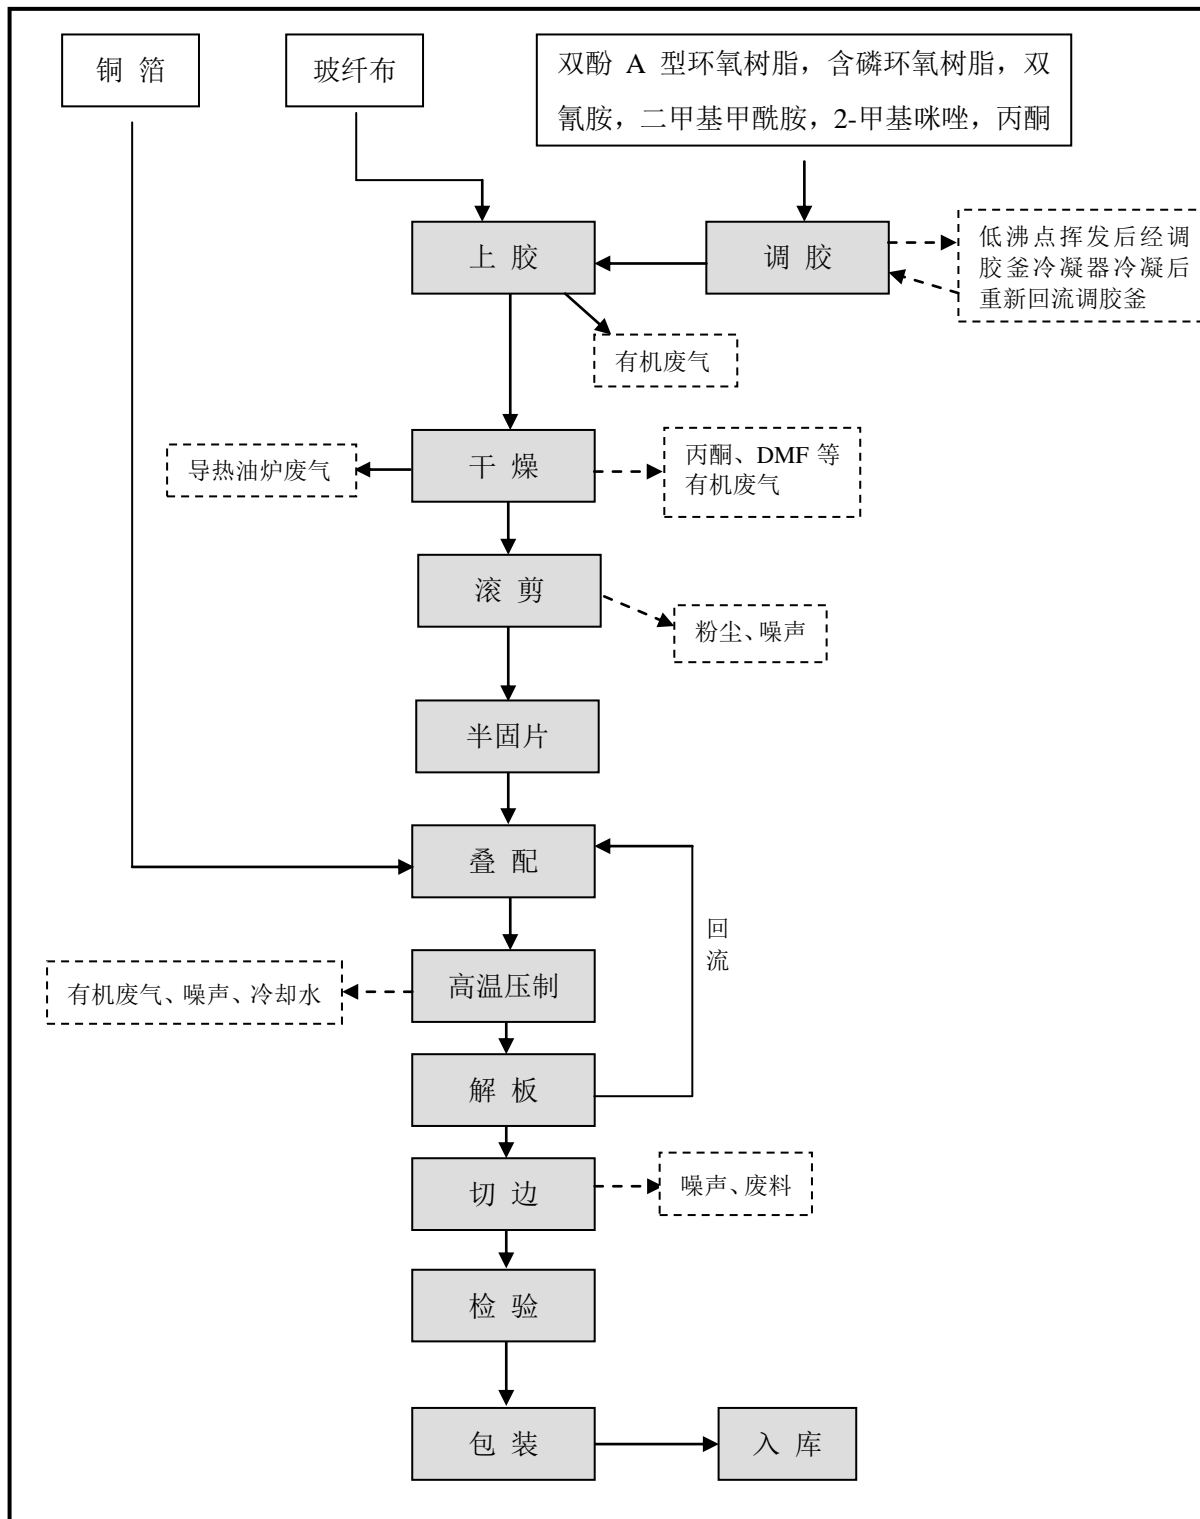 铜 箔
玻纤布
双酚 A 型环氧树脂，含磷环氧树脂，双
氰胺，二甲基甲酰胺，2-甲基咪唑，丙酮
上 胶
调 胶
低沸点挥发后经调
胶釜冷凝器冷凝后
重新回流调胶釜
有机废气
导热油炉废气
干 燥
丙酮、DMF 等
有机废气
滚 剪
粉尘、噪声
半固片
叠 配
回
流
有机废气、噪声、冷却水
高温压制
解 板
切 边
噪声、废料
检 验
包 装
入 库